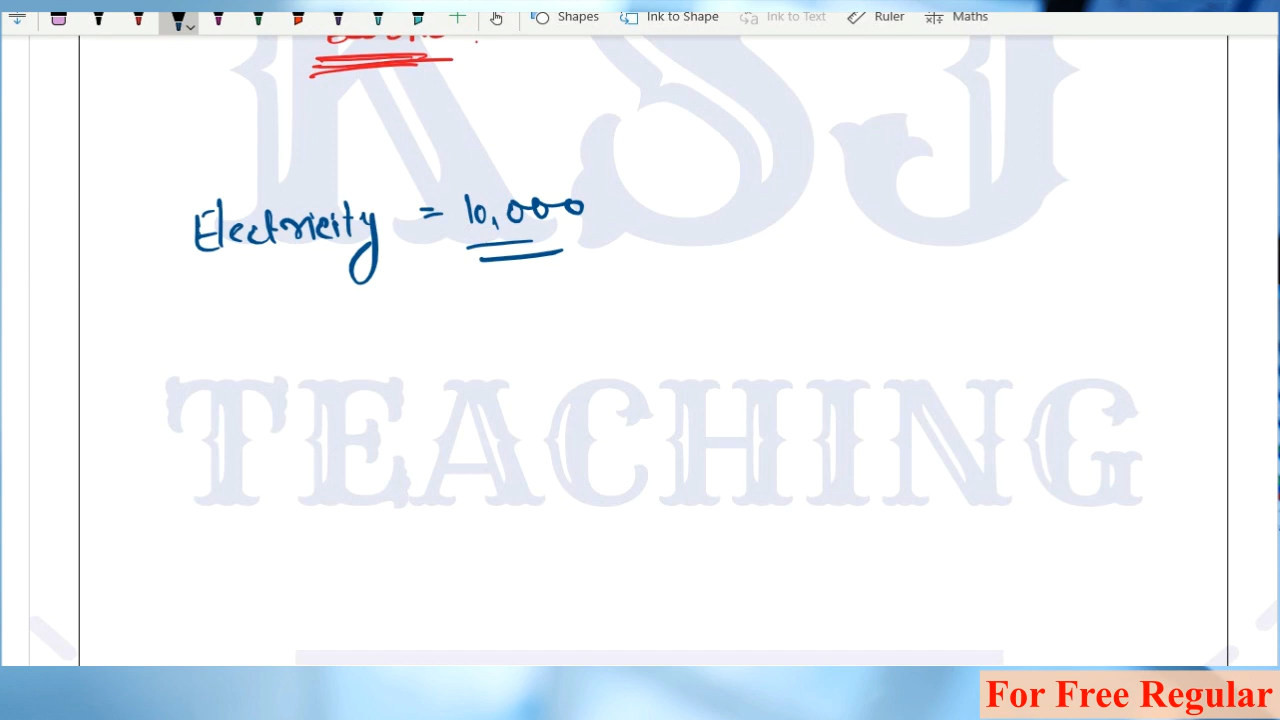 Shapes Ink to Shape Ink to Text Ruler Maths
KSJ
Electricity = 10,000
TEACHING
For Free Regular